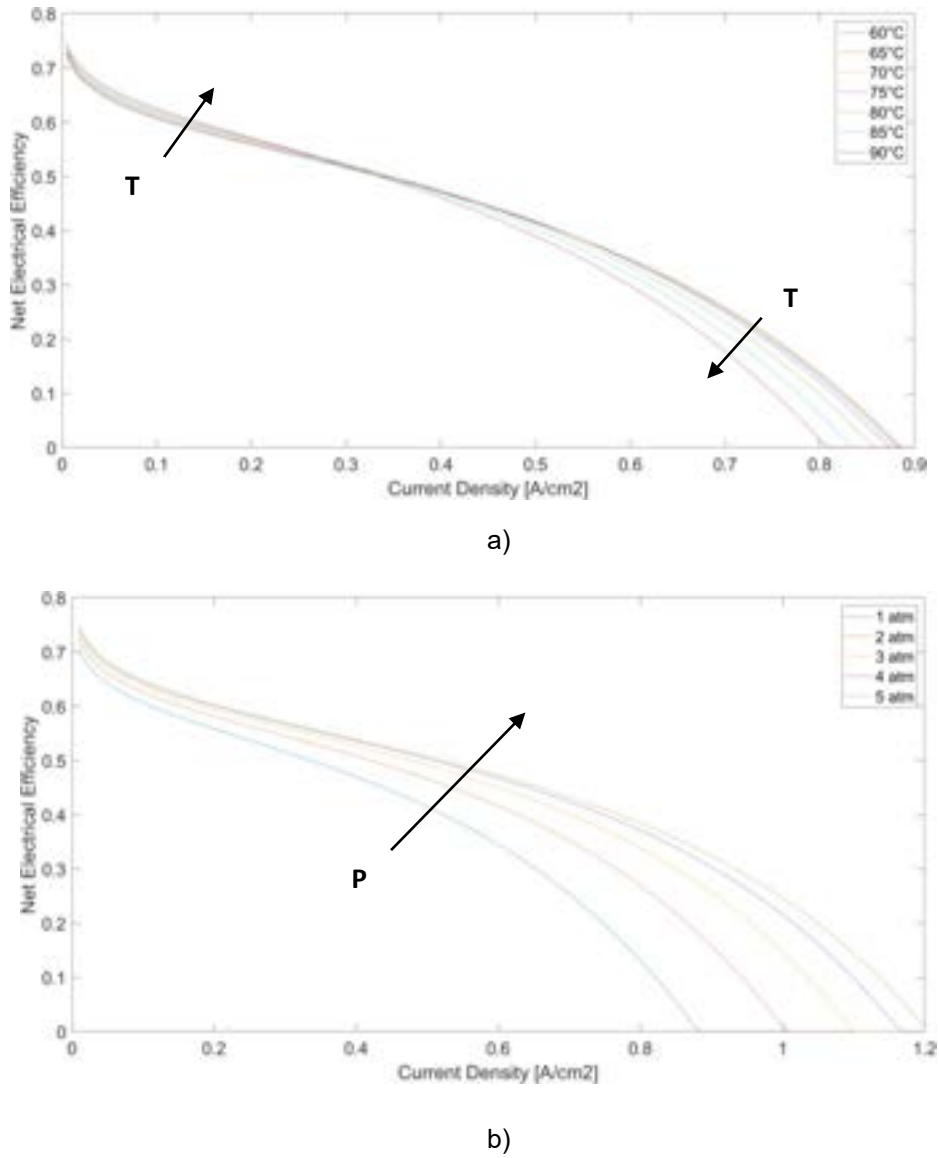 0.8
0.7
0.6
0.5
0.4
0.3
0.2
0.1
0
Net Electrical Efficiency
60°C
65°C
70°C
75°C
80°C
85°C
90°C
T
T
0 0.1 0.2 0.3 0.4 0.5 0.6 0.7 0.8 0.9
Current Density [A/cm2]
a)
0.8
0.7
0.6
0.5
0.4
0.3
0.2
0.1
0
Net Electrical Efficiency
1 atm
2 atm
3 atm
4 atm
5 atm
P
0 0.2 0.4 0.6 0.8 1 1.2
Current Density [A/cm2]
b)